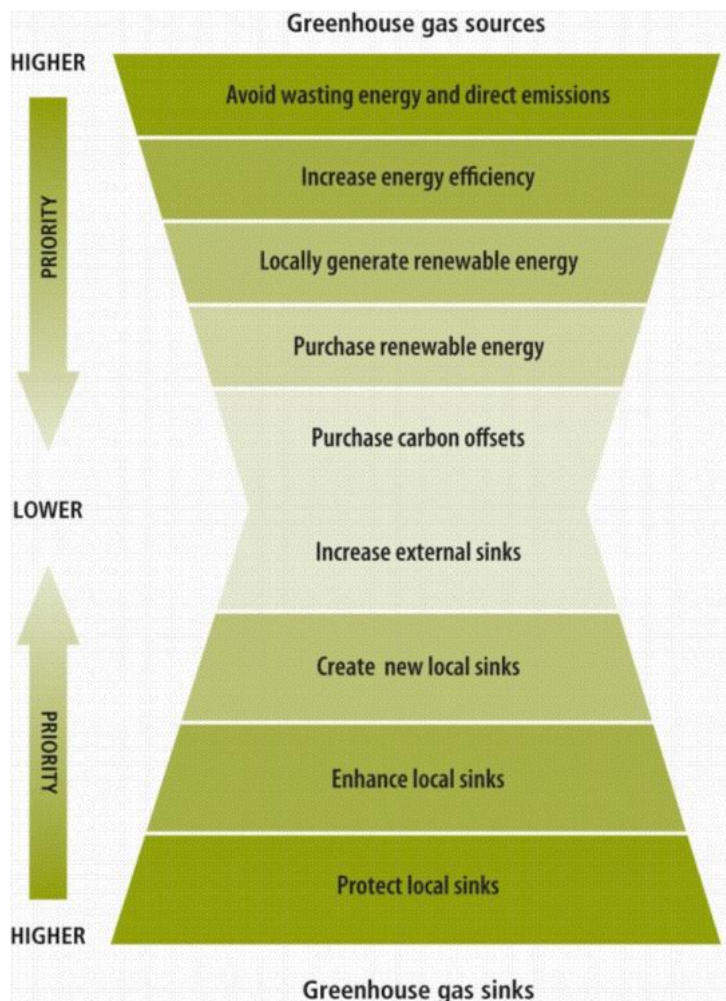 Greenhouse gas sources
HIGHER
Avoid wasting energy and direct emissions
Increase energy efficiency
PRIORITY
Locally generate renewable energy
Purchase renewable energy
Purchase carbon offsets
LOWER
Increase external sinks
Create new local sinks
PRIROITY
Enhance local sinks
Protect local sinks
HIGHER
Greenhouse gas sinks